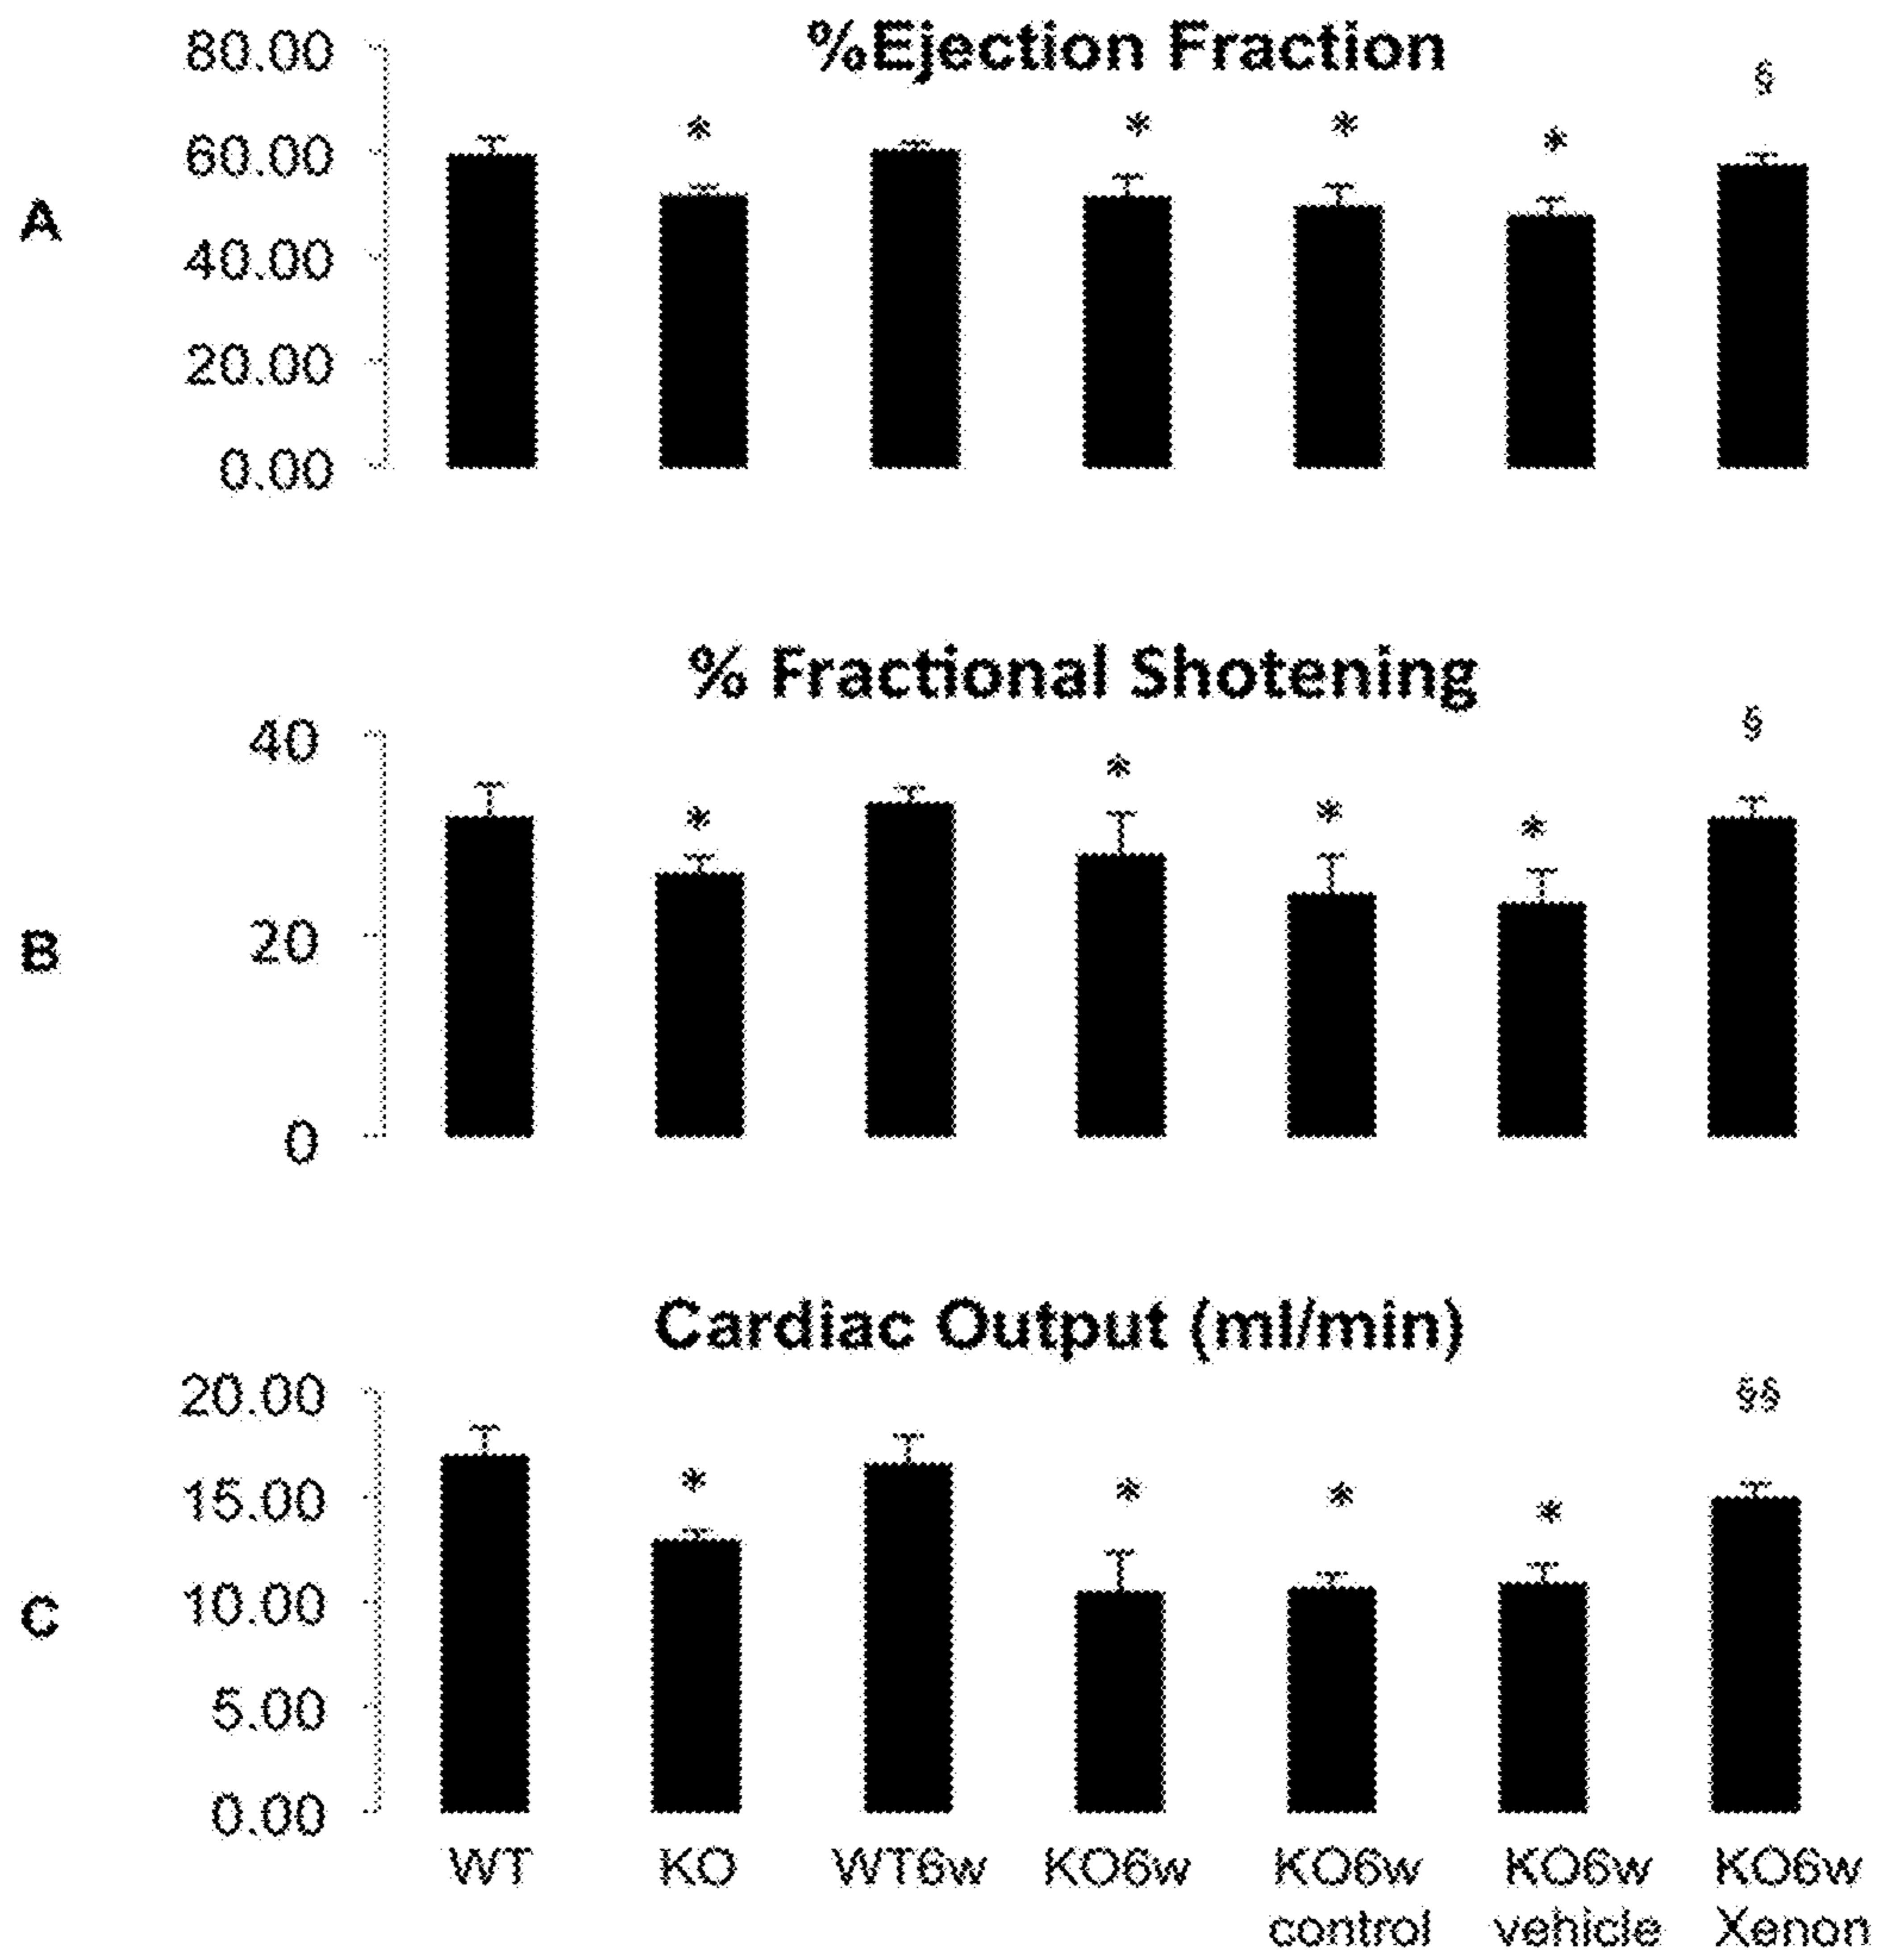 %Ejection Fraction
80.00
60.00
40.00
20.00
0.00
A
* * * * §
% Fractional Shotening
40
20
0
B
* * * * §
Cardiac Output (ml/min)
20.00
15.00
10.00
5.00
0.00
C
* * * * §§
WT KO WT6w KO6w KO6w KO6w KO6w
control vehicle Xenon